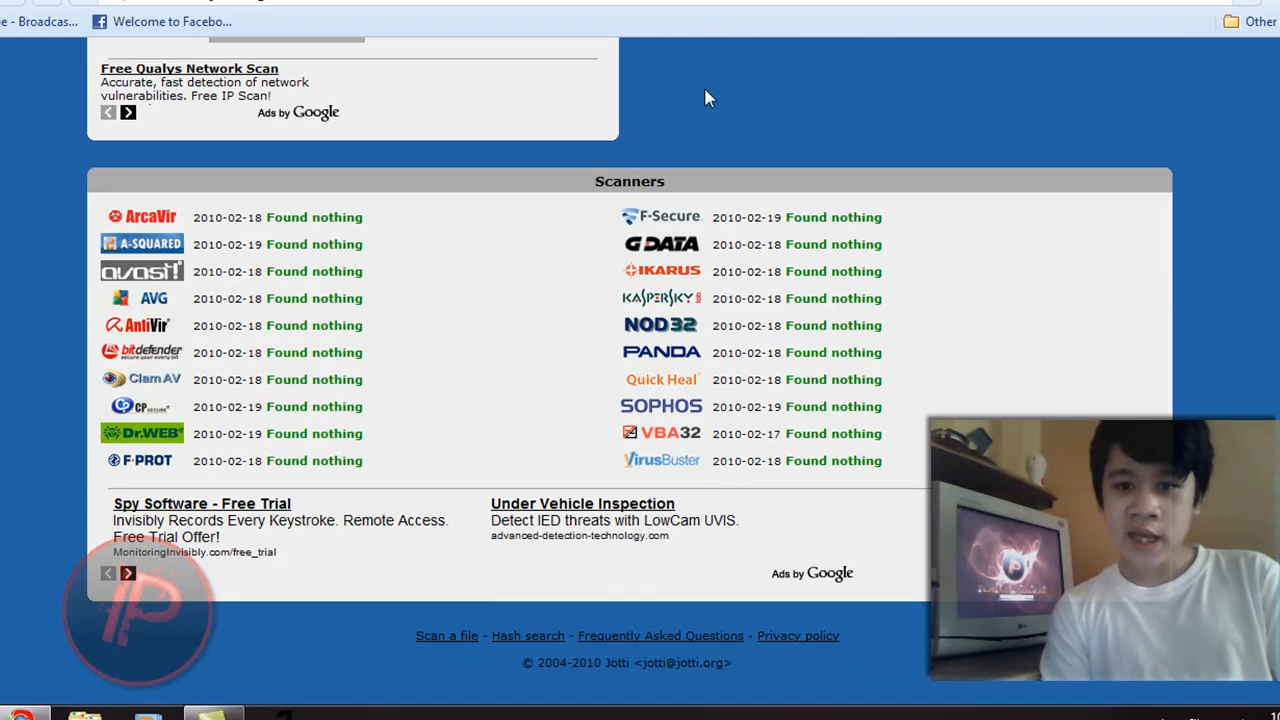 e - Broadcas...
Welcome to Facebo...
Other
Free Qualys Network Scan
Accurate, fast detection of network
vulnerabilities. Free IP Scan!
Ads by Google
Scanners
ArcaVir 2010-02-18 Found nothing
A-SQUARED 2010-02-19 Found nothing
avast! 2010-02-18 Found nothing
AVG 2010-02-18 Found nothing
AntiVir 2010-02-18 Found nothing
bitdefender secure your every bit 2010-02-18 Found nothing
ClamAV 2010-02-18 Found nothing
CP SECURE 2010-02-19 Found nothing
Dr.WEB 2010-02-19 Found nothing
F-PROT 2010-02-18 Found nothing
F-Secure. 2010-02-19 Found nothing
G DATA 2010-02-18 Found nothing
IKARUS 2010-02-18 Found nothing
KASPERSKY 2010-02-18 Found nothing
NOD32 2010-02-18 Found nothing
PANDA 2010-02-18 Found nothing
Quick Heal 2010-02-18 Found nothing
SOPHOS 2010-02-19 Found nothing
VBA32 2010-02-17 Found nothing
VirusBuster 2010-02-18 Found nothing
Spy Software - Free Trial
Invisibly Records Every Keystroke. Remote Access.
Free Trial Offer!
MonitoringInvisibly.com/free_trial
Under Vehicle Inspection
Detect IED threats with LowCam UVIS.
advanced-detection-technology.com
Ads by Google
Scan a file - Hash search - Frequently Asked Questions - Privacy policy
© 2004-2010 Jotti <jotti@jotti.org>